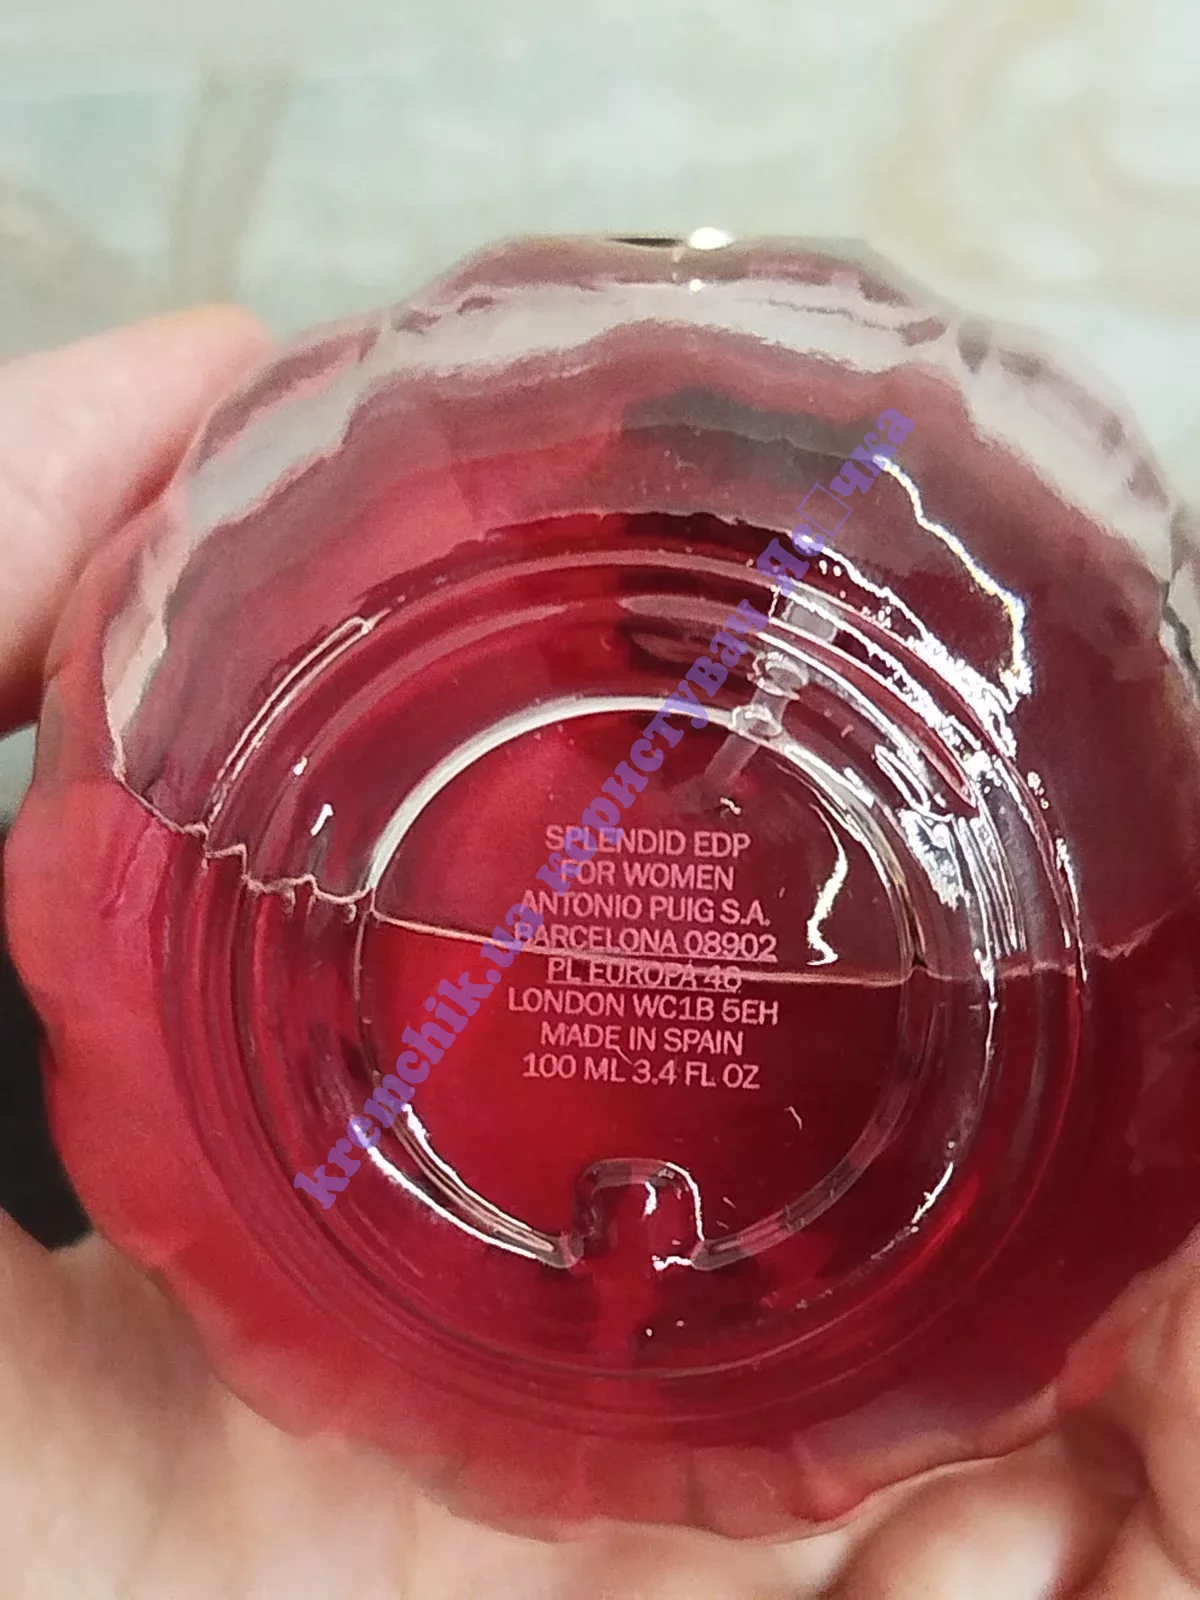 SPLENDID EDP
FOR WOMEN
ANTONIO PUIG S.A.
BARCELONA 08902
PL EUROPA 46
LONDON WC1B 5EH
MADE IN SPAIN
100 ML 3.4 FL OZ
kremchik.ua користувач